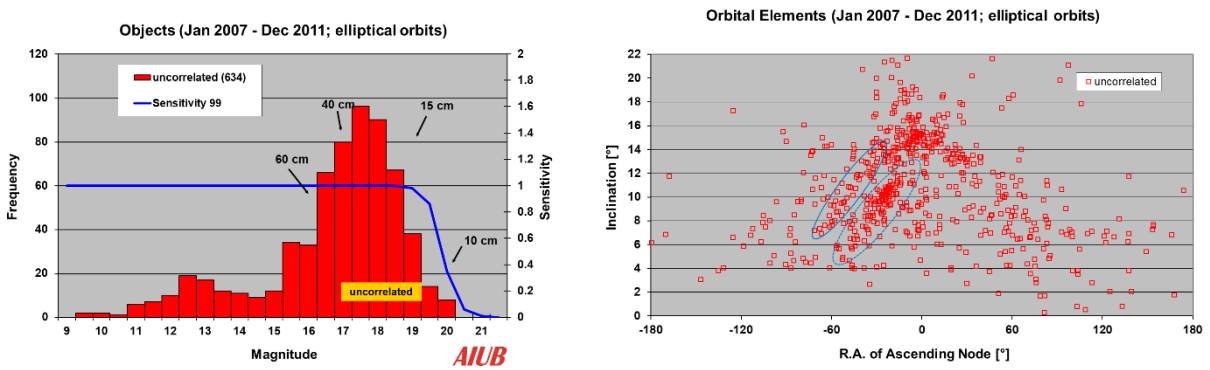 Objects (Jan 2007 - Dec 2011; elliptical orbits)
120
100
80
60
40
20
0
Frequency
uncorrelated (634)
Sensitivity 99
60 cm
40 cm
15 cm
10 cm
uncorrelated
2
1.8
1.6
1.4
1.2
1
0.8
0.6
0.4
0.2
0
Sensitivity
9 10 11 12 13 14 15 16 17 18 19 20 21
Magnitude
AIUB
Orbital Elements (Jan 2007 - Dec 2011; elliptical orbits)
22
20
18
16
14
12
10
8
6
4
2
0
Inclination [°]
uncorrelated
-180 -120 -60 0 60 120 180
R.A. of Ascending Node [°]